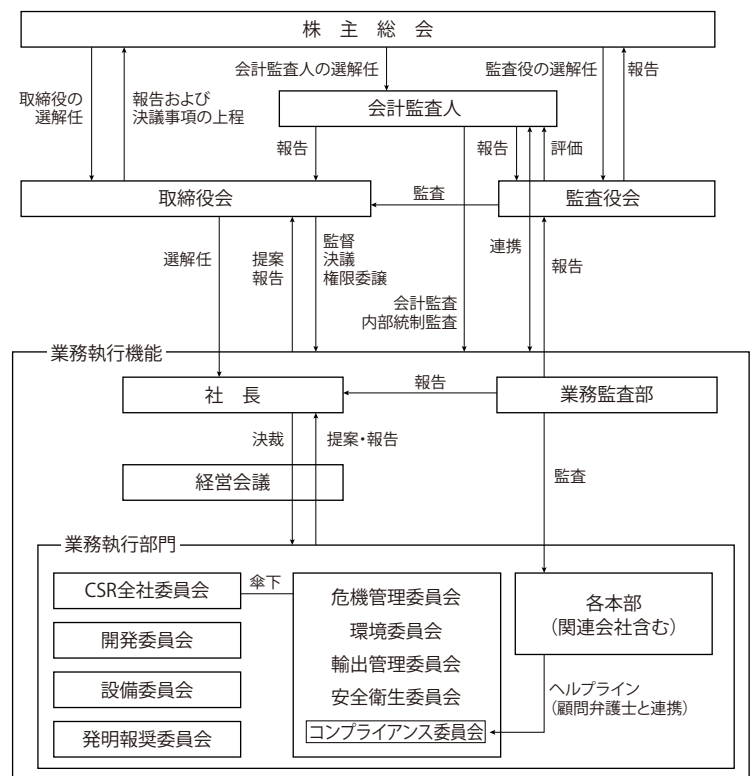 株　主　総　会
会計監査人の選解任
監査役の選解任
報告
取締役の
選解任
報告および
決議事項の上程
会計監査人
報告
報告
評価
取締役会
監査
監査役会
選解任
提案
報告
監督
決議
権限委譲
連携
報告
会計監査
内部統制監査
業務執行機能
社　長
報告
業務監査部
決裁
提案・報告
経営会議
監査
業務執行部門
CSR全社委員会
傘下
危機管理委員会
各本部
（関連会社含む）
環境委員会
開発委員会
輸出管理委員会
設備委員会
安全衛生委員会
ヘルプライン
（顧問弁護士と連携）
発明報奨委員会
コンプライアンス委員会